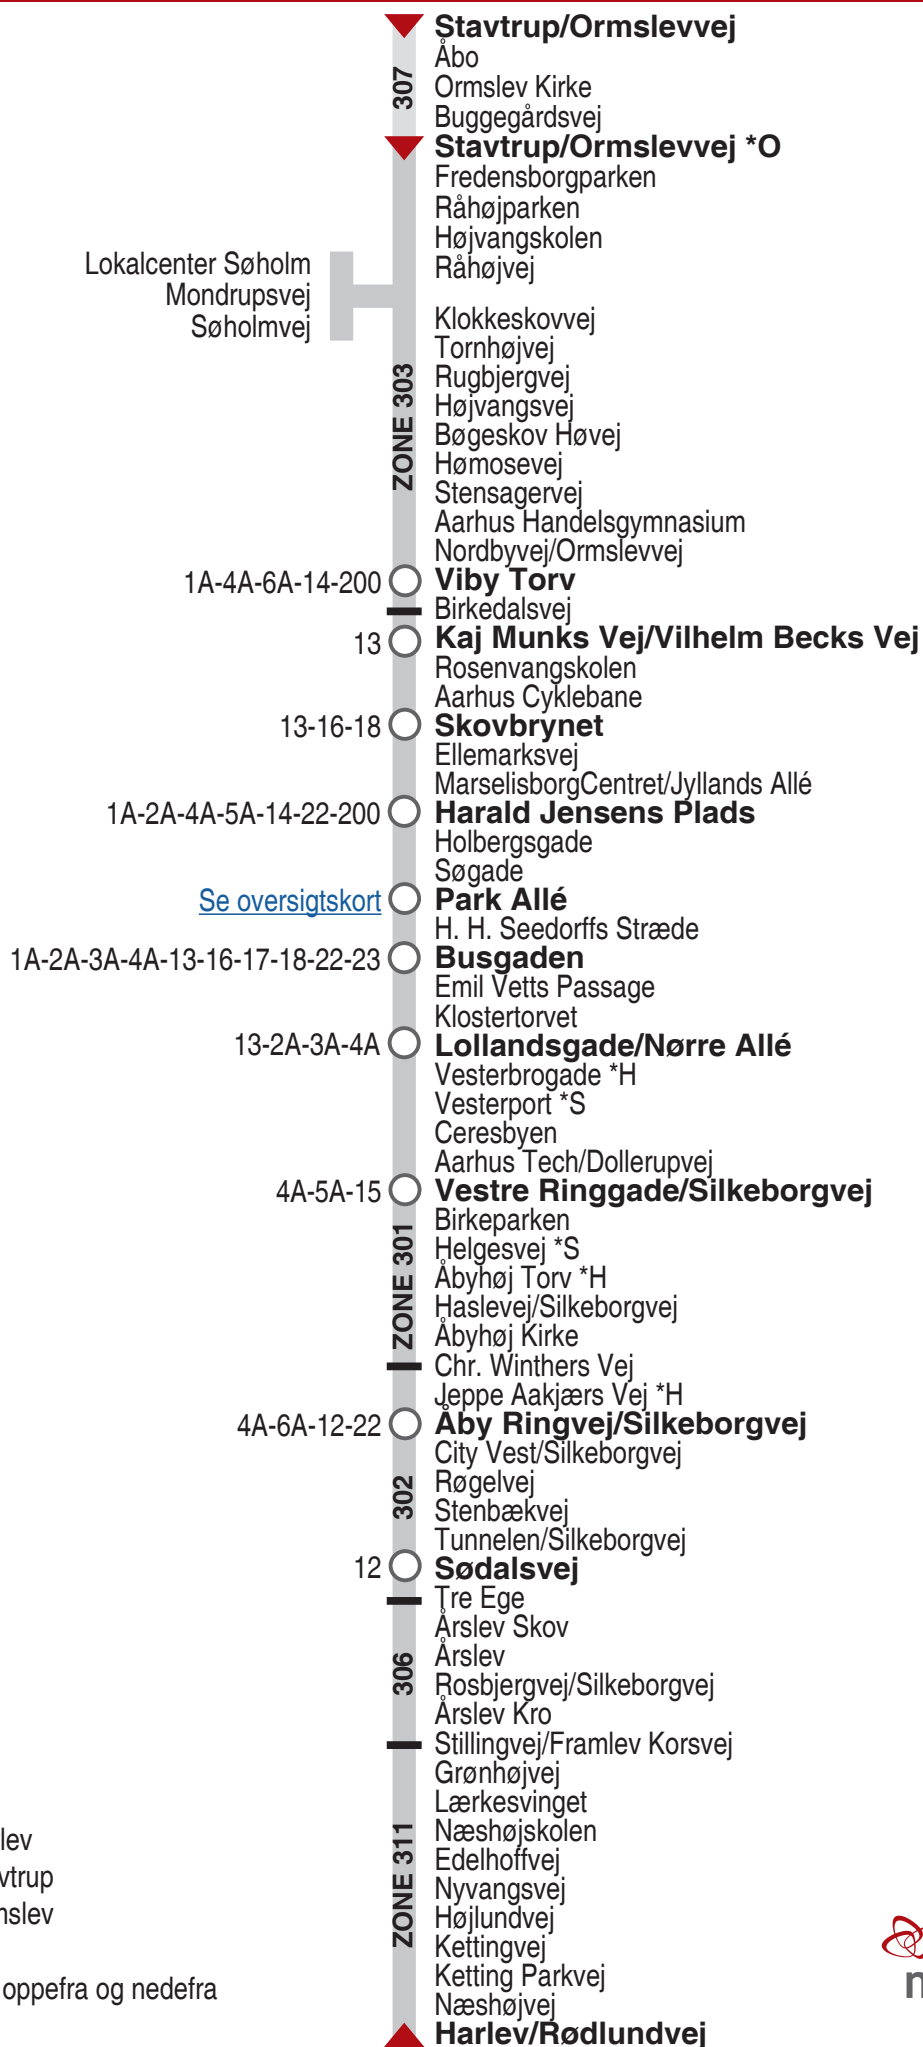 Stavtrup/Ormslevvej
Åbo
Ormslev Kirke
Buggegårdsvej
307
Stavtrup/Ormslevvej *O
Fredensborgparken
Råhøjparken
Højvangskolen
Råhøjvej
Lokalcenter Søholm
Mondrupsvej
Søholmvej
Klokkeskovvej
Tornhøjvej
Rugbjergvej
Højvangsvej
Bøgeskov Høvej
Hømosevej
Stensagervej
Aarhus Handelsgymnasium
Nordbyvej/Ormslevvej
ZONE 303
1A-4A-6A-14-200 Viby Torv
Birkedalsvej
13 Kaj Munks Vej/Vilhelm Becks Vej
Rosenvangskolen
Aarhus Cyklebane
13-16-18 Skovbrynet
Ellemarksvej
MarselisborgCentret/Jyllands Allé
1A-2A-4A-5A-14-22-200 Harald Jensens Plads
Holbergsgade
Søgade
Se oversigtskort Park Allé
H. H. Seedorffs Stræde
1A-2A-3A-4A-13-16-17-18-22-23 Busgaden
Emil Vetts Passage
Klostertorvet
13-2A-3A-4A Lollandsgade/Nørre Allé
Vesterbrogade *H
Vesterport *S
Ceresbyen
Aarhus Tech/Dollerupvej
4A-5A-15 Vestre Ringgade/Silkeborgvej
Birkeparken
Helgesvej *S
Åbyhøj Torv *H
Haslevej/Silkeborgvej
Åbyhøj Kirke
ZONE 301
Chr. Winthers Vej
Jeppe Aakjærs Vej *H
4A-6A-12-22 Åby Ringvej/Silkeborgvej
City Vest/Silkeborgvej
Røgelvej
Stenbækvej
Tunnelen/Silkeborgvej
302
12 Sødalsvej
Tre Ege
Årslev Skov
Årslev
Rosbjergvej/Silkeborgvej
Årslev Kro
306
Stillingvej/Framlev Korsvej
Grønhøjvej
Lærkesvinget
Næshøjskolen
Edelhoffvej
Nyvangsvej
Højlundvej
Kettingvej
Ketting Parkvej
Næshøjvej
ZONE 311
Harlev/Rødlundvej
lev
vtrup
nslev
oppefra og nedefra